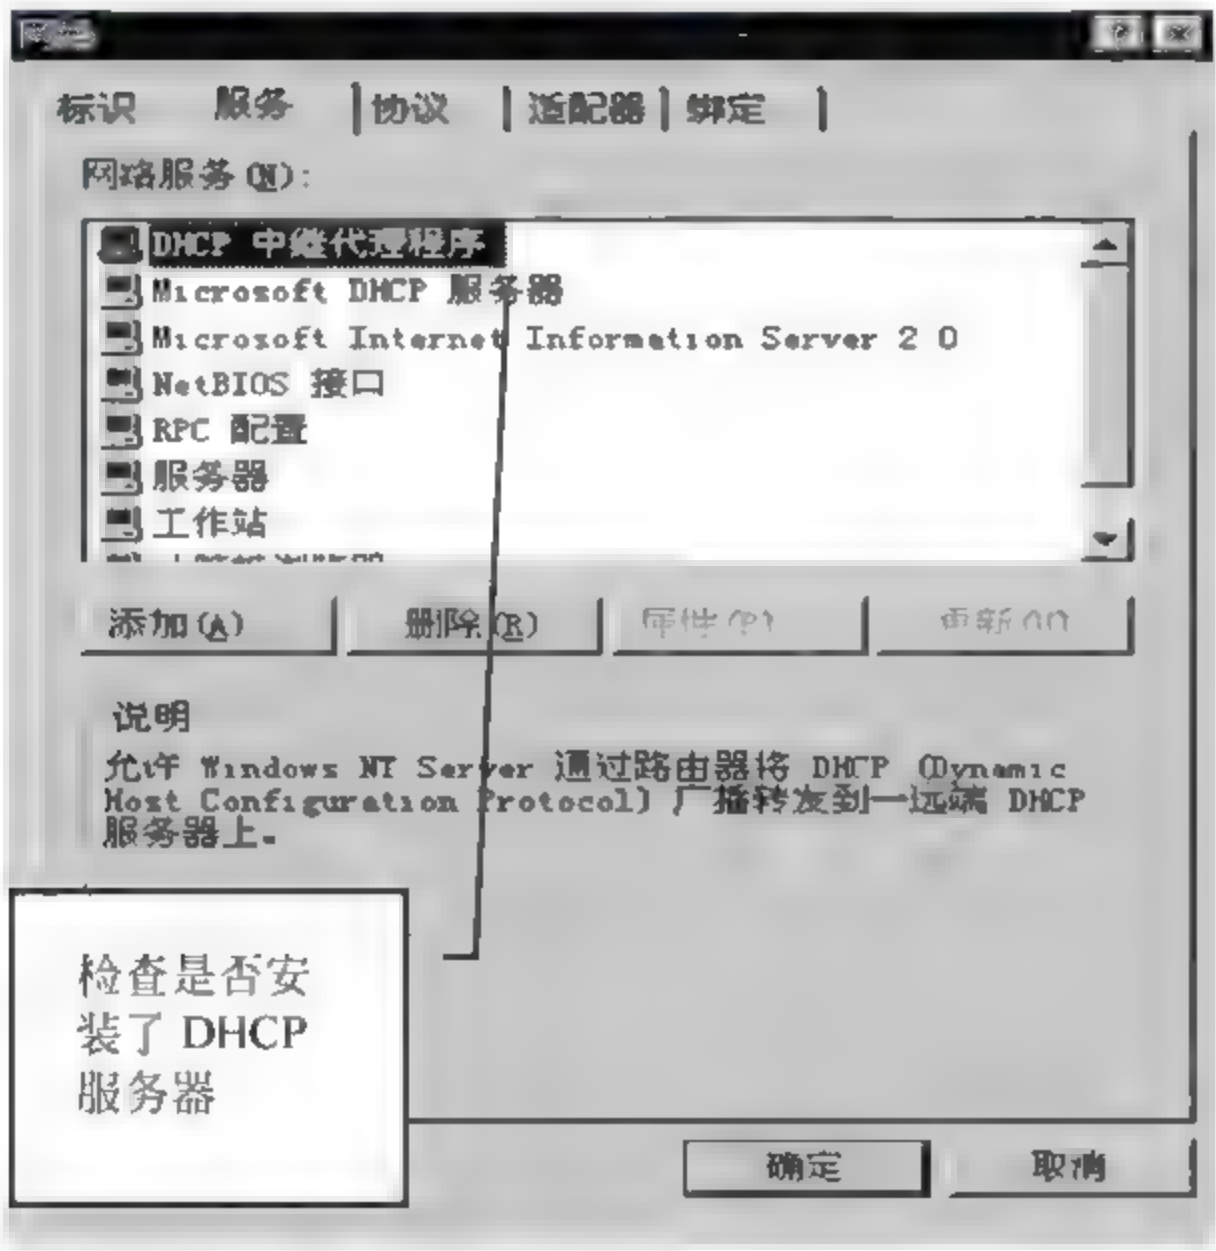 标识 服务 协议 适配器 绑定
网络服务(N):
DHCP 中继代理程序
Microsoft DHCP 服务器
Microsoft Internet Information Server 2 0
NetBIOS 接口
RPC 配置
服务器
工作站
添加(A) 删除(R) 属性(P)
说明
允许 Windows NT Server 通过路由器将 DHCP (Dynamic
Host Configuration Protocol) 广播转发到一远端 DHCP
服务器上。
检查是否安
装了 DHCP
服务器
确定 取消